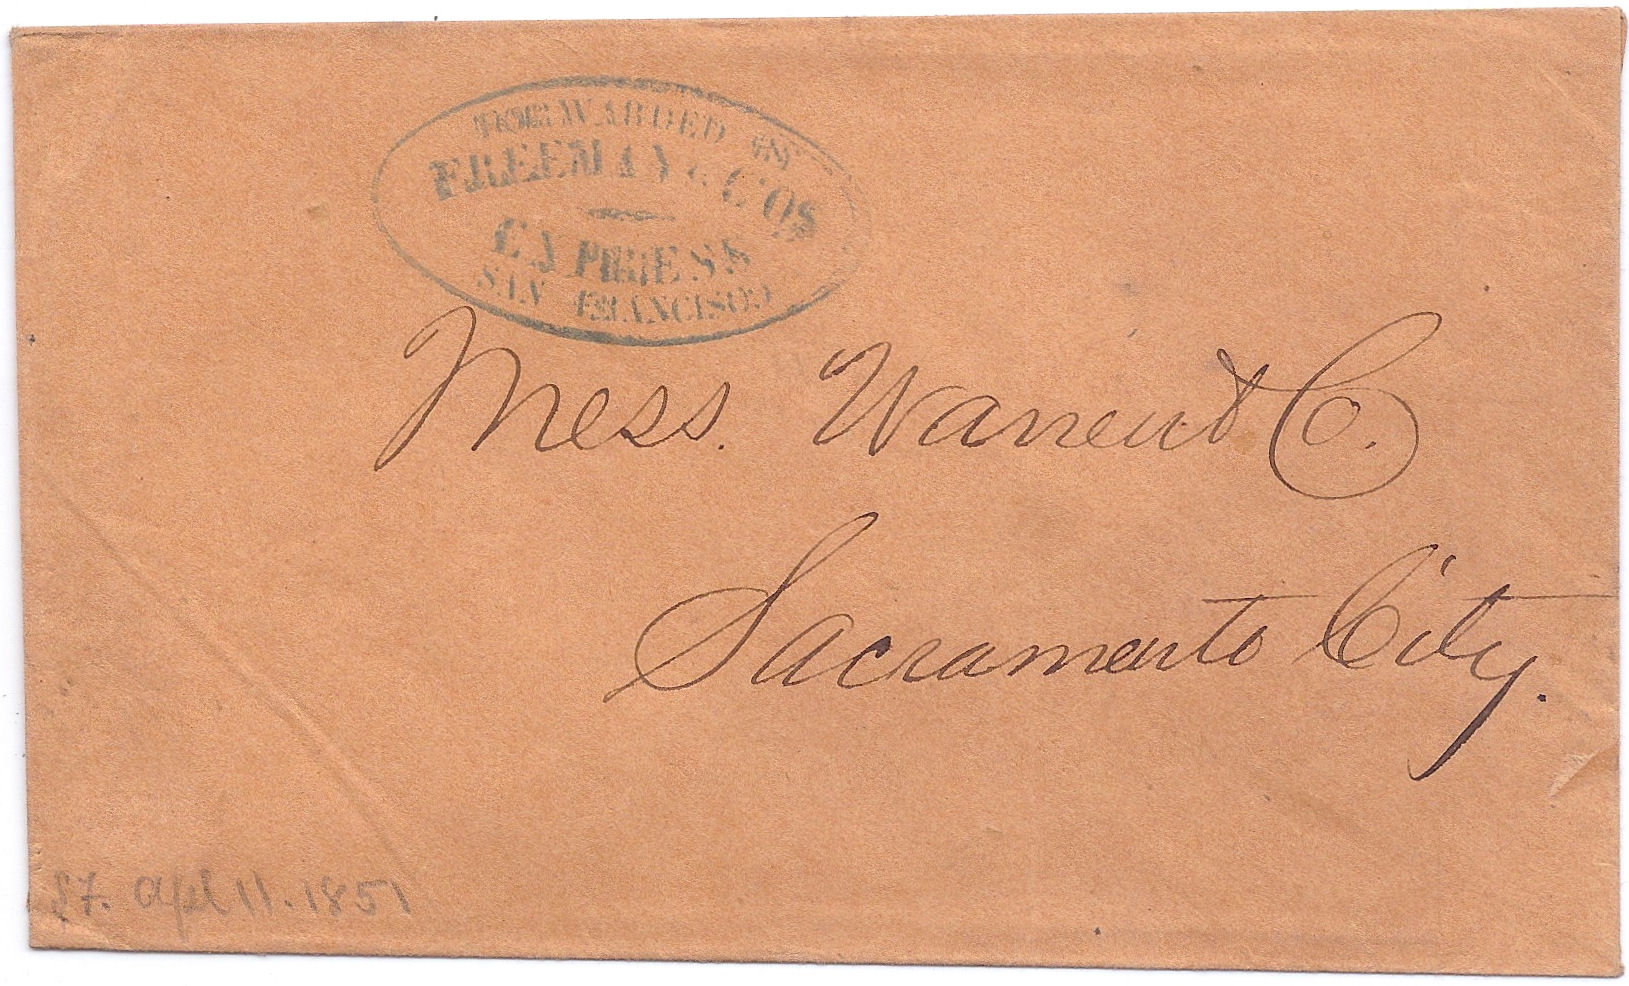 FORWARDED BY
FREEMAN & CO'S
EXPRESS
SAN FRANCISCO
Mess. Warren & Co.
Sacramento City.
Apl 11. 1851